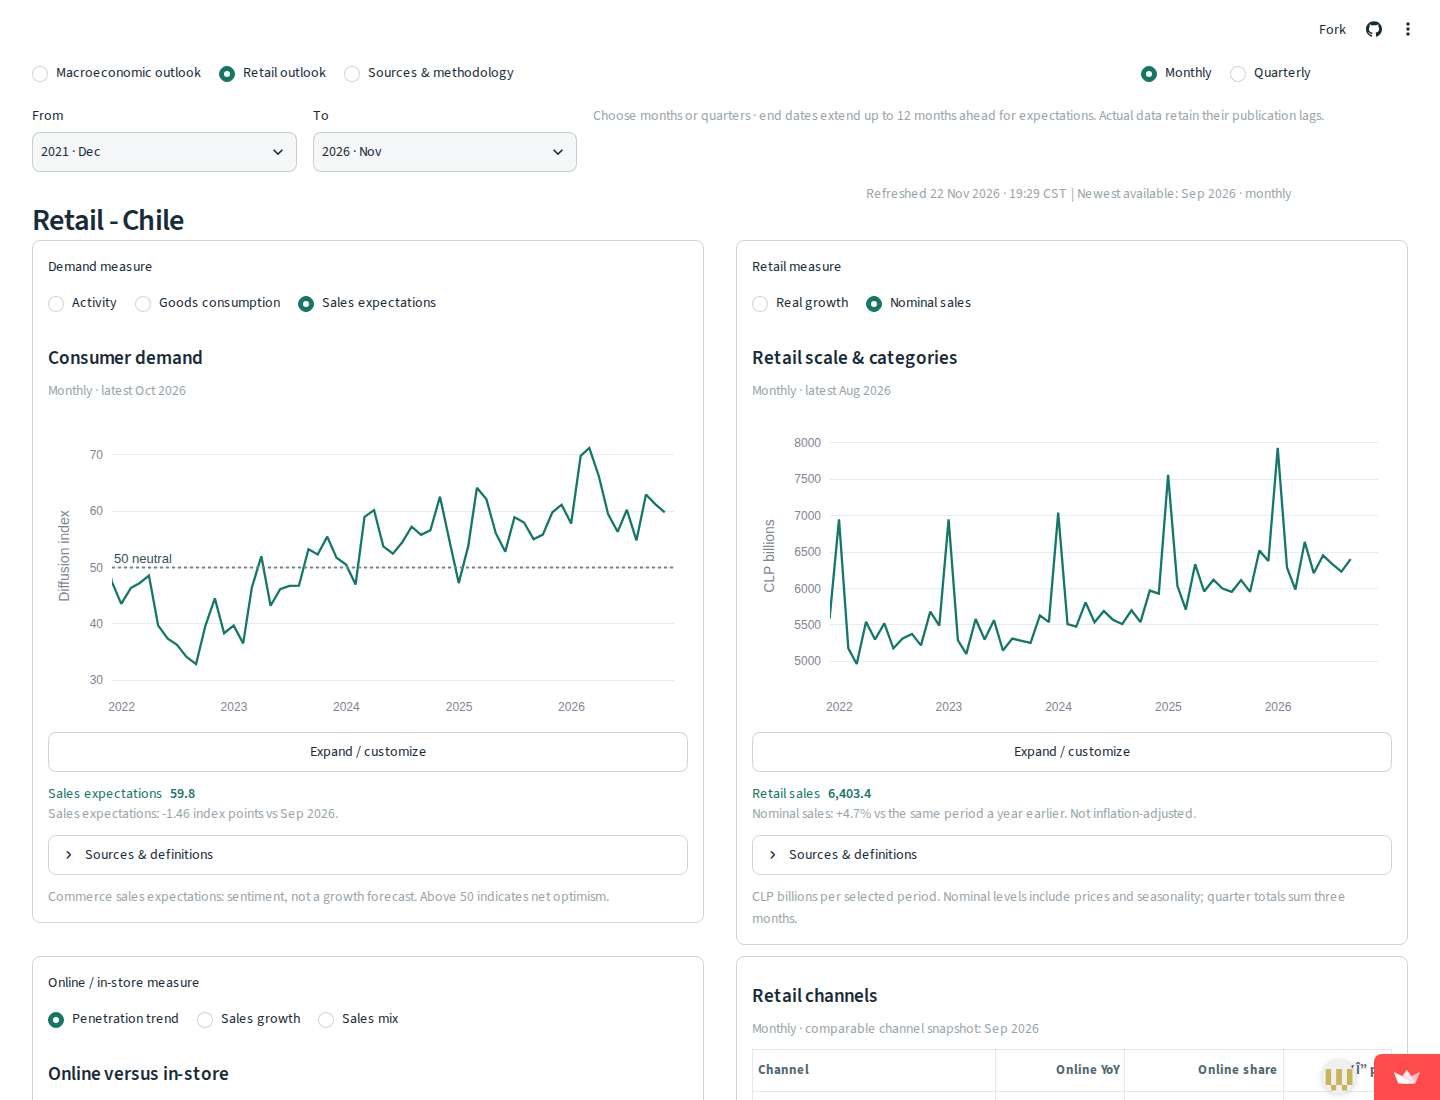 Fork
Macroeconomic outlook Retail outlook Sources & methodology Monthly Quarterly
From To Choose months or quarters · end dates extend up to 12 months ahead for expectations. Actual data retain their publication lags.
2021 · Dec 2026 · Nov
Refreshed 22 Nov 2026 · 19:29 CST | Newest available: Sep 2026 · monthly
Retail - Chile
Demand measure
Activity Goods consumption Sales expectations
Consumer demand
Monthly · latest Oct 2026
Diffusion index
70
60
50
40
30
50 neutral
2022 2023 2024 2025 2026
Expand / customize
Sales expectations 59.8
Sales expectations: -1.46 index points vs Sep 2026.
Sources & definitions
Commerce sales expectations: sentiment, not a growth forecast. Above 50 indicates net optimism.
Retail measure
Real growth Nominal sales
Retail scale & categories
Monthly · latest Aug 2026
CLP billions
8000
7500
7000
6500
6000
5500
5000
2022 2023 2024 2025 2026
Expand / customize
Retail sales 6,403.4
Nominal sales: +4.7% vs the same period a year earlier. Not inflation-adjusted.
Sources & definitions
CLP billions per selected period. Nominal levels include prices and seasonality; quarter totals sum three
months.
Online / in-store measure
Penetration trend Sales growth Sales mix
Online versus in-store
Retail channels
Monthly · comparable channel snapshot: Sep 2026
Channel Online YoY Online share